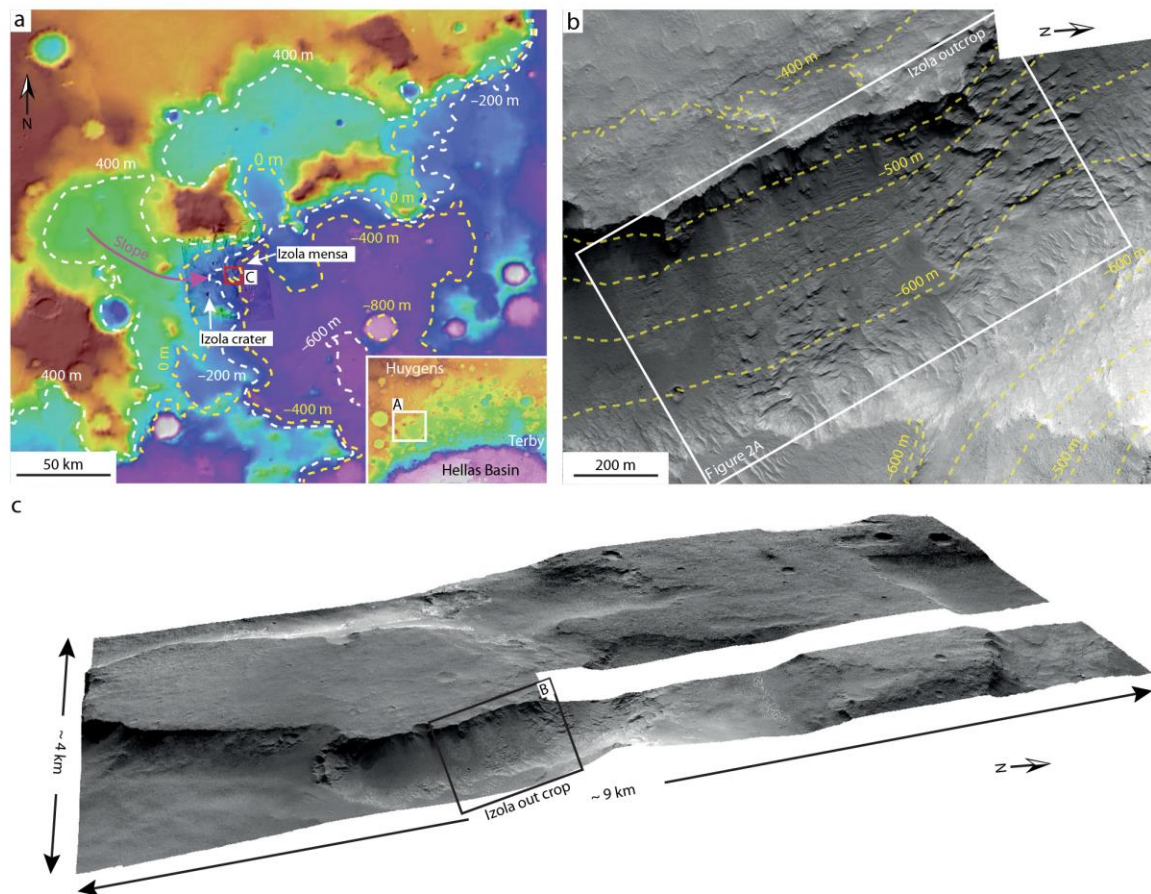 a
400 m
–200 m
N
400 m
0 m
0 m
–400 m
Slope
Izola mensa
C
–800 m
–600 m
Izola crater
0 m
–200 m
400 m
–400 m
50 km
Huygens
A
Terby
Hellas Basin
b
N
Izola outcrop
–400 m
–500 m
–600 m
–600 m
–600 m
–500 m
Figure 2A
200 m
c
B
~ 4 km
Izola out crop
~ 9 km
N